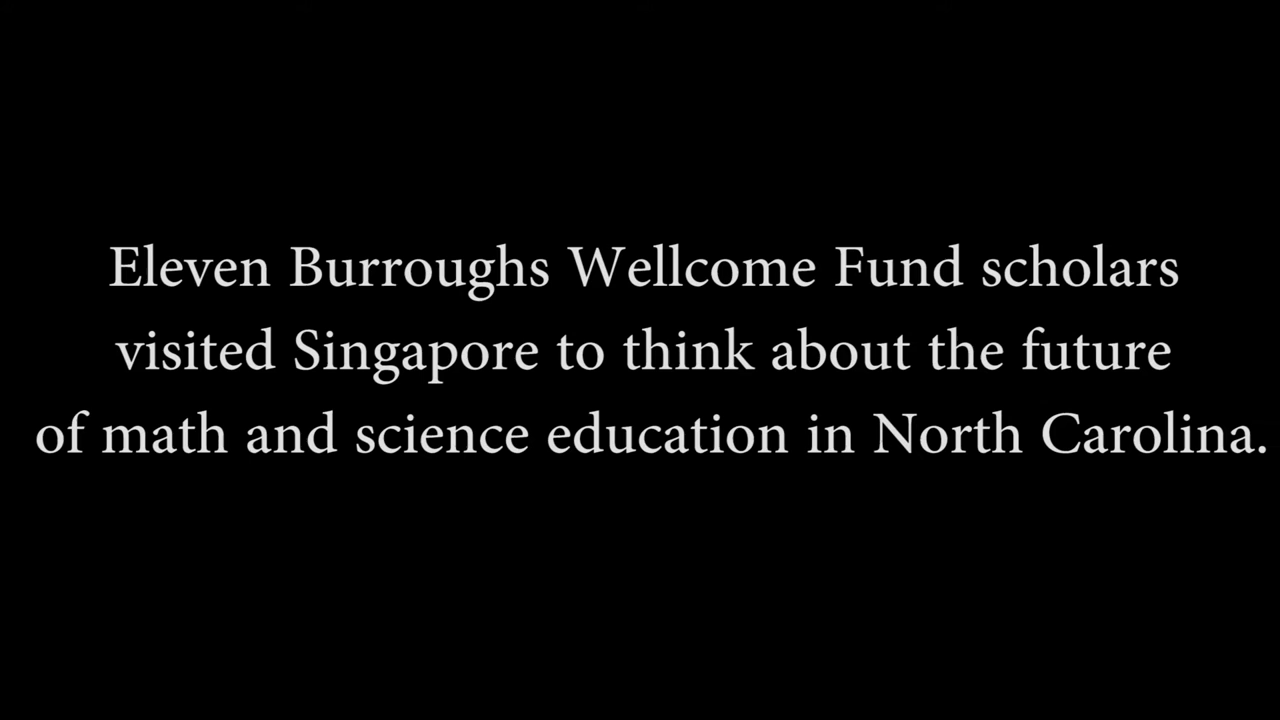 Eleven Burroughs Wellcome Fund scholars
visited Singapore to think about the future
of math and science education in North Carolina.